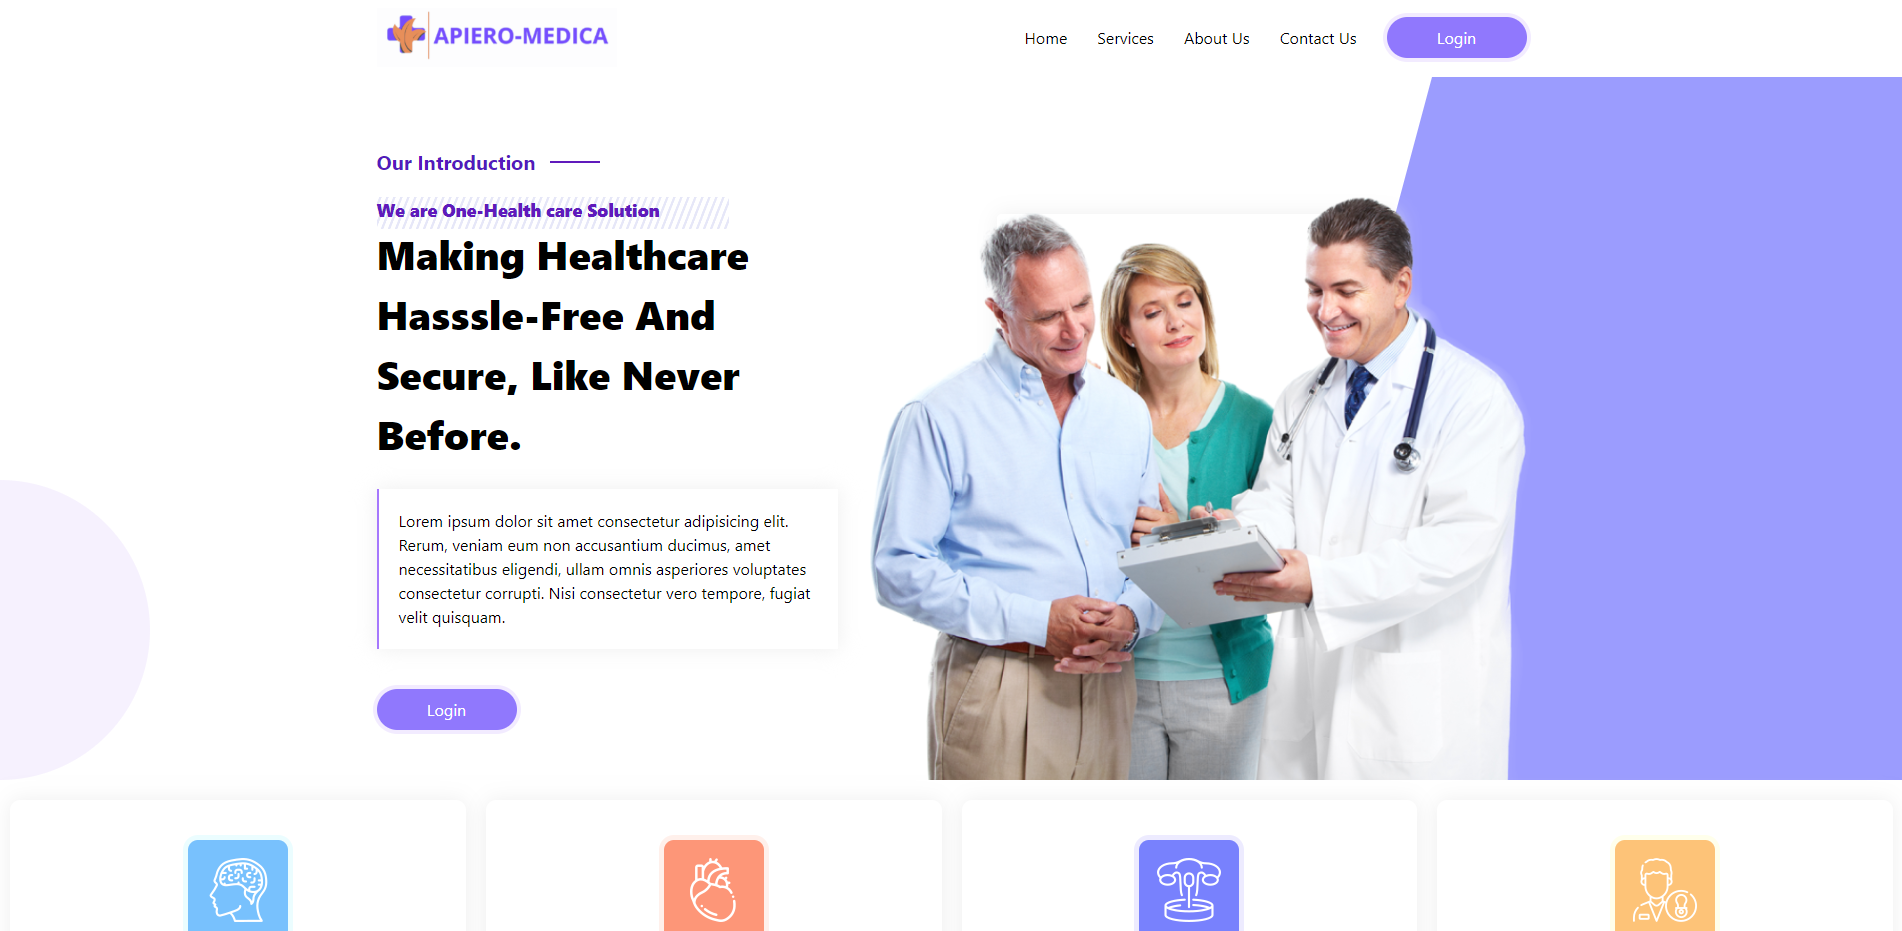 APIERO-MEDICA
Home Services About Us Contact Us Login
Our Introduction
We are One-Health care Solution
Making Healthcare
Hasssle-Free And
Secure, Like Never
Before.
Lorem ipsum dolor sit amet consectetur adipisicing elit.
Rerum, veniam eum non accusantium ducimus, amet
necessitatibus eligendi, ullam omnis asperiores voluptates
consectetur corrupti. Nisi consectetur vero tempore, fugiat
velit quisquam.
Login